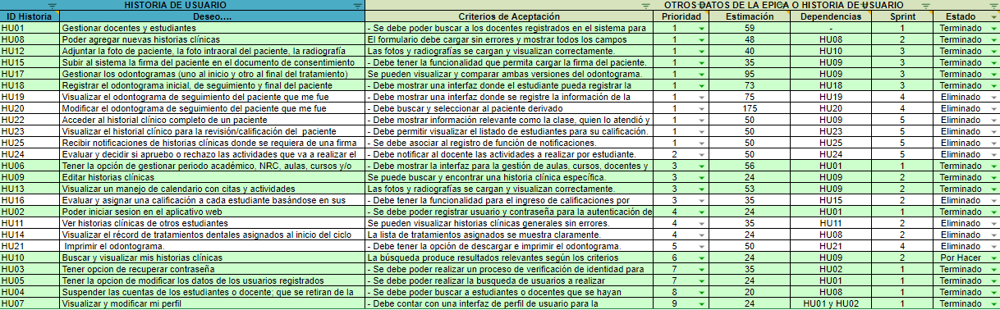 HISTORIA DE USUARIO OTROS DATOS DE LA EPICA O HISTORIA DE USUARIO
ID Historia Deseo.... Criterios de Aceptación Prioridad Estimación Dependencias Sprint Estado
HU01 Gestionar docentes y estudiantes - Se debe poder buscar a los docentes registrados en el sistema para 1 59 - 1 Terminado
HU08 Poder agregar nuevas historias clínicas El formulario debe cargar sin errores y mostrar todos los campos 1 48 HU08 2 Terminado
HU12 Adjuntar la foto de paciente, la foto intraoral del paciente, la radiografía Las fotos y radiografías se cargan y visualizan correctamente. 1 40 HU10 3 Terminado
HU15 Subir al sistema la firma del paciente en el documento de consentimiento - Debe tener la funcionalidad que permita cargar la firma del paciente. 1 35 HU09 3 Terminado
HU17 Gestionar los odontogramas (uno al inicio y otro al final del tratamiento) Se pueden visualizar y comparar ambas versiones del odontograma. 1 95 HU09 3 Terminado
HU18 Registrar el odontograma inicial, de seguimiento y final del paciente - Debe mostrar una interfaz donde el estudiante pueda registrar la 1 73 HU18 3 Terminado
HU19 Visualizar el odontograma de seguimiento del paciente que me fue - Debe mostrar una interfaz donde se registre la información de la 1 75 HU19 4 Eliminado
HU20 Modificar el odontograma de seguimiento del paciente que me fue - Debe buscar y seleccionar al paciente derivado 1 175 HU20 4 Eliminado
HU22 Acceder al historial clínico completo de un paciente - Debe mostrar información relevante como la clase, quien lo atendió y 1 50 HU09 5 Eliminado
HU23 Visualizar el historial clínico para la revisión/calificación del paciente - Debe permitir visualizar el listado de estudiantes para su calificación. 1 50 HU23 5 Eliminado
HU25 Recibir notificaciones de historias clínicas donde se requiera de una firma - Se debe asociar al registro de función de notificaciones. 1 50 HU25 5 Eliminado
HU24 Evaluar y decidir si apruebo o rechazo las actividades que va a realizar el - Debe notificar al docente las actividades a realizar por estudiante. 2 50 HU24 5 Eliminado
HU06 Tener la opción de gestionar periodo académico, NRC, aulas, cursos y/o - Debe mostrar la interfaz para la gestión de aulas, cursos, docentes y 3 56 HU01 1 Terminado
HU09 Editar historias clínicas Se puede buscar y encontrar una historia clínica específica. 3 24 HU09 2 Terminado
HU13 Visualizar un manejo de calendario con citas y actividades Las fotos y radiografías se cargan y visualizan correctamente. 3 53 HU09 2 Terminado
HU16 Evaluar y asignar una calificación a cada estudiante basándose en sus - Debe tener la funcionalidad para el ingreso de calificaciones por 3 35 HU15 2 Eliminado
HU02 Poder iniciar sesion en el aplicativo web - Se debe poder registrar usuario y contraseña para la autenticación de 4 24 HU01 1 Terminado
HU11 Ver historias clínicas de otros estudiantes Se pueden visualizar historias clínicas generales sin errores. 4 35 HU11 2 Eliminado
HU14 Visualizar el récord de tratamientos dentales asignados al inicio del ciclo La lista de tratamientos asignados se muestra claramente. 4 24 HU08 2 Eliminado
HU21 Imprimir el odontograma. - Debe tener la opción de descargar e imprimir el odontograma. 5 50 HU21 4 Eliminado
HU10 Buscar y visualizar mis historias clínicas La búsqueda produce resultados relevantes según los criterios 6 24 HU09 2 Por Hacer
HU03 Tener opcion de recuperar contraseña - Se debe poder realizar un proceso de verificación de identidad para 7 35 HU02 1 Terminado
HU05 Tener la opcion de modificar los datos de los usuarios registrados - Se debe poder realizar la busqueda de usuarios a realizar 7 24 HU01 1 Terminado
HU04 Suspender las cuentas de los estudiantes o docente; que se retiran de la - Se debe poder buscar a estudiantes o docentes que se hayan 8 20 HU08 1 Terminado
HU07 Visualizar y modificar mi perfil - Debe contar con una interfaz de perfil de usuario para la 9 24 HU01 y HU02 1 Terminado